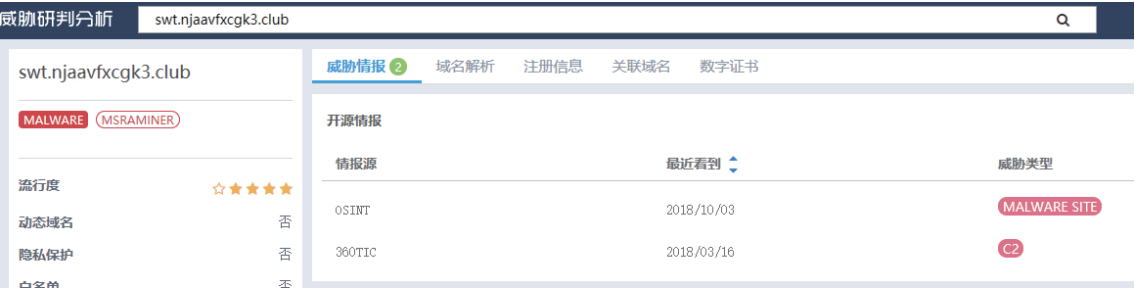 威胁研判分析 swt.njaavfxcgk3.club
swt.njaavfxcgk3.club
MALWARE MSRAMINER
流行度
动态域名 否
隐私保护 否
白名单 否
威胁情报 2 域名解析 注册信息 关联域名 数字证书
开源情报
情报源 最近看到 威胁类型
OSINT 2018/10/03 MALWARE SITE
360TIC 2018/03/16 C2